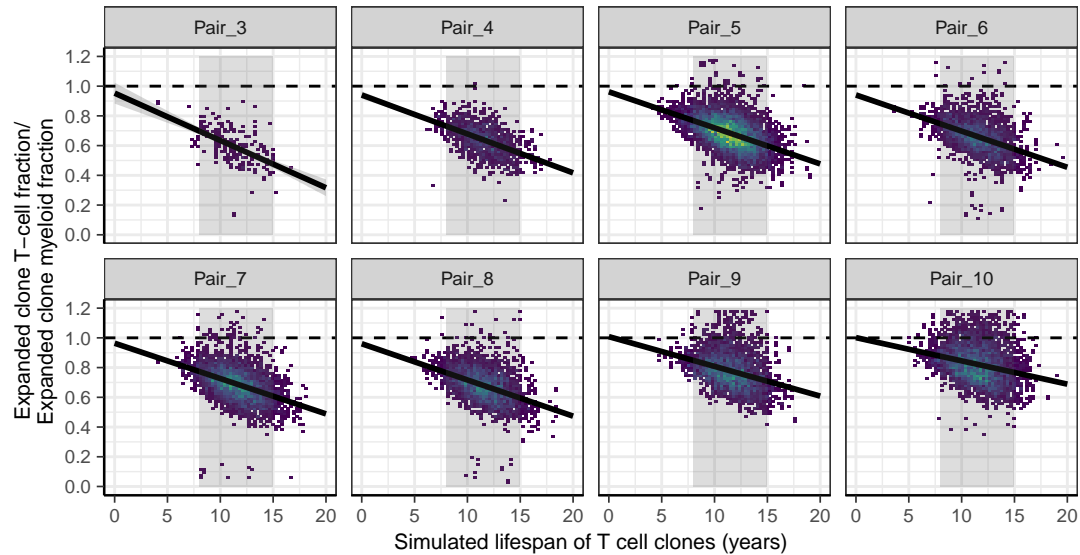 Pair_3 Pair_4 Pair_5 Pair_6
1.2
1.0
0.8
0.6
0.4
0.2
0.0
Pair_7 Pair_8 Pair_9 Pair_10
1.2
1.0
0.8
0.6
0.4
0.2
0.0
0 5 10 15 20 0 5 10 15 20 0 5 10 15 20 0 5 10 15 20
Expanded clone T−cell fraction/
Expanded clone myeloid fraction
Simulated lifespan of T cell clones (years)